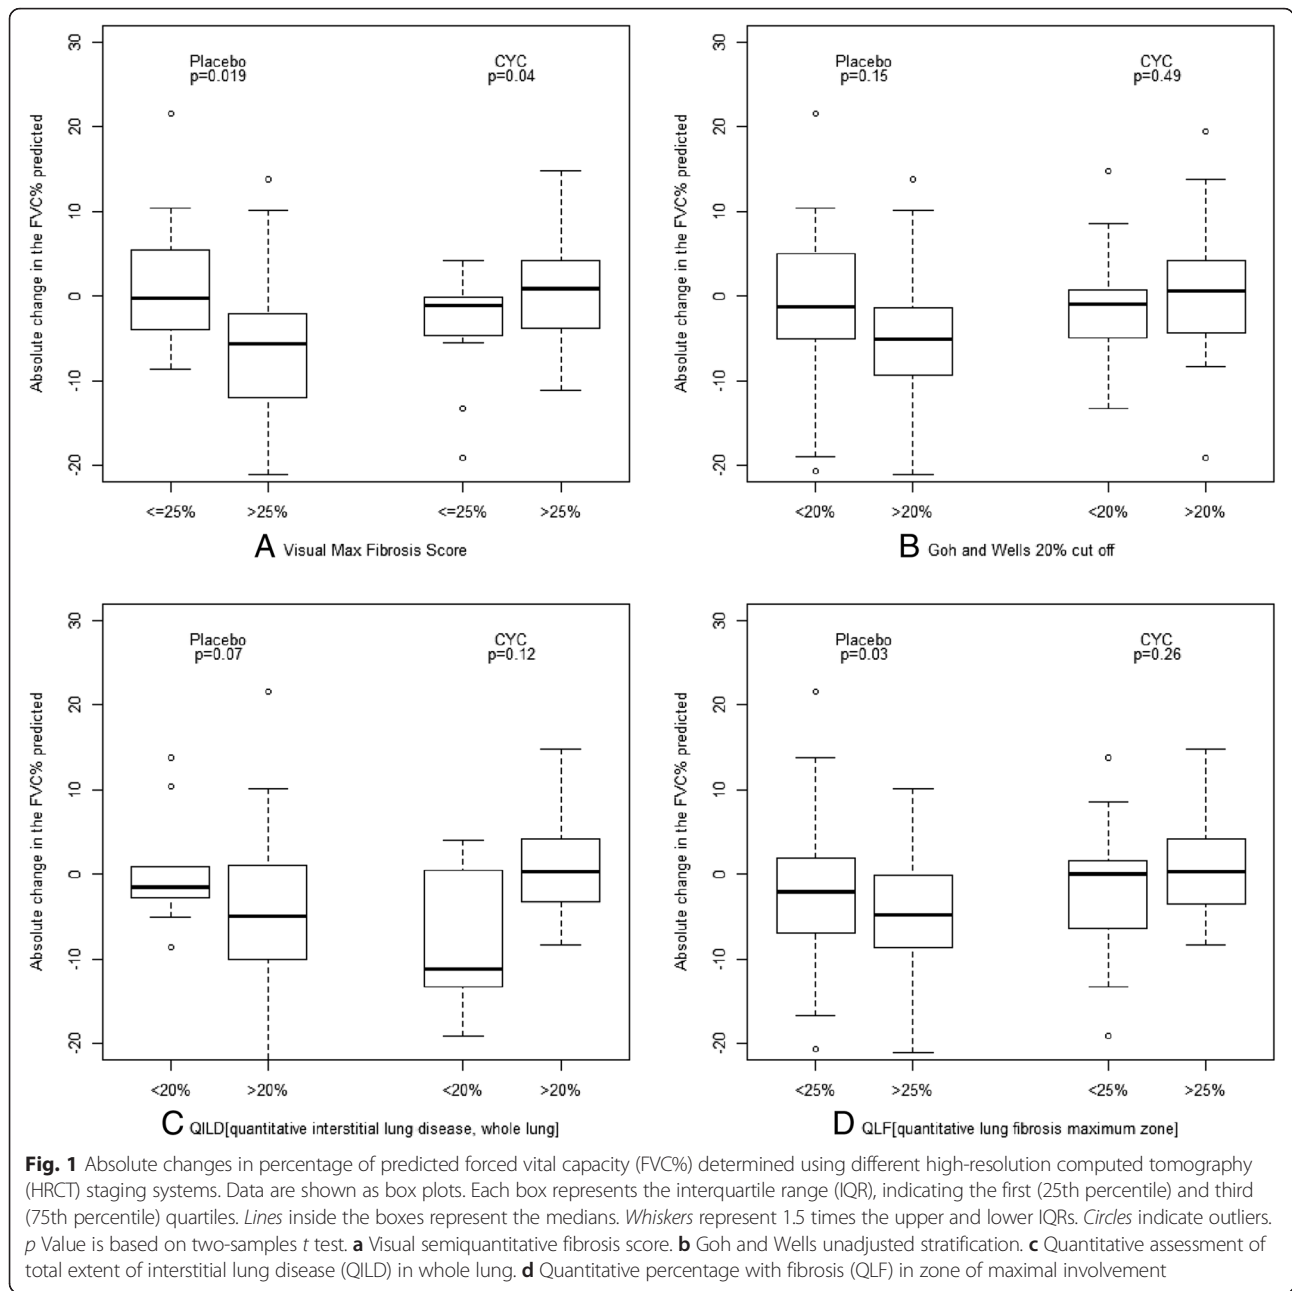 Placebo
p=0.019
CYC
p=0.04
Absolute change in the FVC% predicted
30
20
10
0
-10
-20
<=25%
>25%
<=25%
>25%
A Visual Max Fibrosis Score
Placebo
p=0.15
CYC
p=0.49
Absolute change in the FVC% predicted
30
20
10
0
-10
-20
<20%
>20%
<20%
>20%
B Goh and Wells 20% cut off
Placebo
p=0.07
CYC
p=0.12
Absolute change in the FVC% predicted
30
20
10
0
-10
-20
<20%
>20%
<20%
>20%
C QILD[quantitative interstitial lung disease, whole lung]
Placebo
p=0.03
CYC
p=0.26
Absolute change in the FVC% predicted
30
20
10
0
-10
-20
<25%
>25%
<25%
>25%
D QLF[quantitative lung fibrosis maximum zone]
Fig. 1 Absolute changes in percentage of predicted forced vital capacity (FVC%) determined using different high-resolution computed tomography
(HRCT) staging systems. Data are shown as box plots. Each box represents the interquartile range (IQR), indicating the first (25th percentile) and third
(75th percentile) quartiles. Lines inside the boxes represent the medians. Whiskers represent 1.5 times the upper and lower IQRs. Circles indicate outliers.
p Value is based on two-samples t test. a Visual semiquantitative fibrosis score. b Goh and Wells unadjusted stratification. c Quantitative assessment of
total extent of interstitial lung disease (QILD) in whole lung. d Quantitative percentage with fibrosis (QLF) in zone of maximal involvement